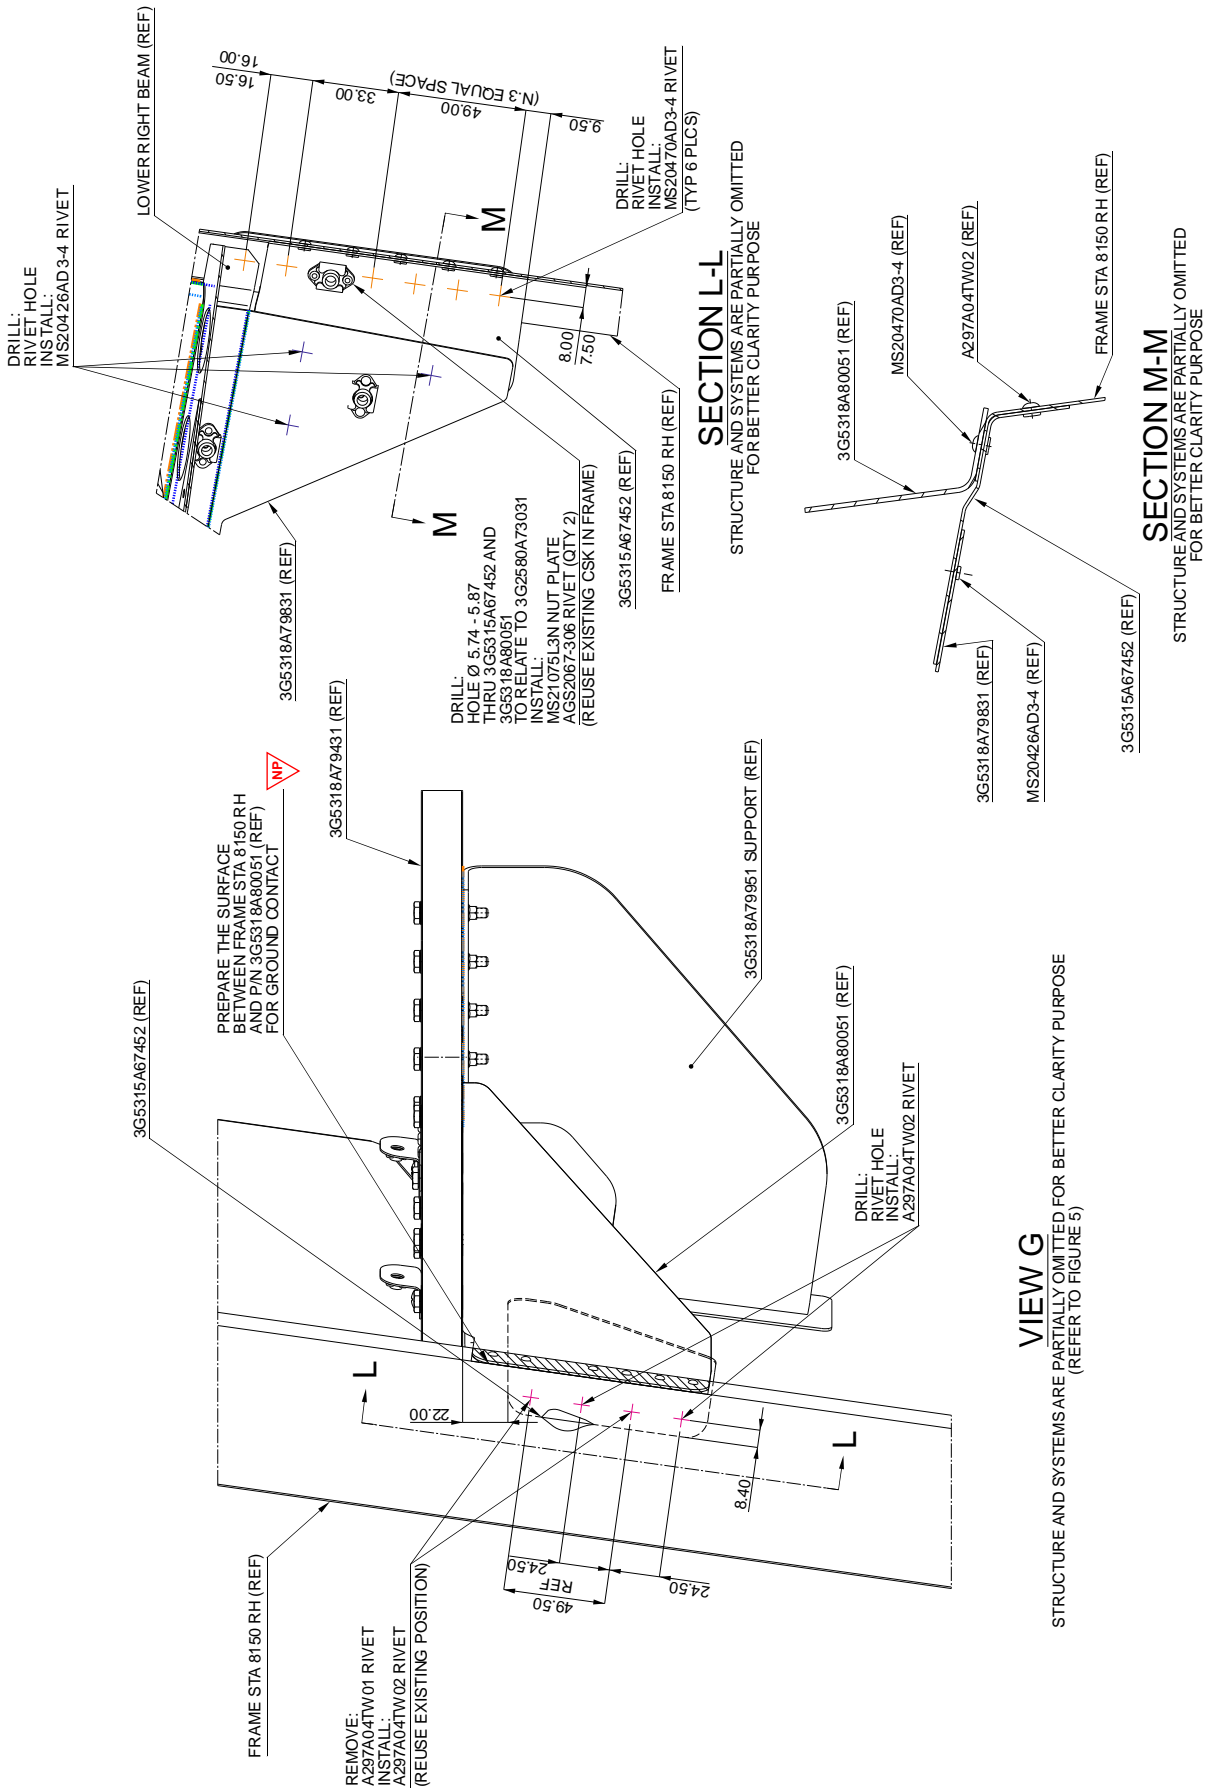 FRAME STA 8150 RH (REF)
REMOVE:
A297A04TW01 RIVET
INSTALL:
A297A04TW02 RIVET
(REUSE EXISTING POSITION)
3G5315A67452 (REF)
PREPARE THE SURFACE
BETWEEN FRAME STA 8150 RH
AND P/N 3G5318A80051 (REF)
FOR GROUND CONTACT
NP
3G5318A79431 (REF)
L
L
22.00
24.50
49.50
REF
24.50
8.40
DRILL:
RIVET HOLE
INSTALL:
A297A04TW02 RIVET
3G5318A80051 (REF)
3G5318A79951 SUPPORT (REF)
VIEW G
STRUCTURE AND SYSTEMS ARE PARTIALLY OMITTED FOR BETTER CLARITY PURPOSE
(REFER TO FIGURE 5)
DRILL:
RIVET HOLE
INSTALL:
MS20426AD3-4 RIVET
LOWER RIGHT BEAM (REF)
16.50
16.00
33.00
49.00
(N.3 EQUAL SPACE)
9.50
DRILL:
RIVET HOLE
INSTALL:
MS20470AD3-4 RIVET
(TYP 6 PLCS)
M
M
8.00
7.50
3G5318A79831 (REF)
DRILL:
HOLE Ø 5.74 - 5.87
THRU 3G5315A67452 AND
3G5318A80051
TO RELATE TO 3G2580A73031
INSTALL:
MS21075L3N NUT PLATE
AGS2067-306 RIVET (QTY 2)
(REUSE EXISTING CSK IN FRAME)
3G5315A67452 (REF)
FRAME STA 8150 RH (REF)
SECTION L-L
STRUCTURE AND SYSTEMS ARE PARTIALLY OMITTED
FOR BETTER CLARITY PURPOSE
3G5318A80051 (REF)
MS20470AD3-4 (REF)
A297A04TW02 (REF)
FRAME STA 8150 RH (REF)
3G5318A79831 (REF)
MS20426AD3-4 (REF)
3G5315A67452 (REF)
SECTION M-M
STRUCTURE AND SYSTEMS ARE PARTIALLY OMITTED
FOR BETTER CLARITY PURPOSE